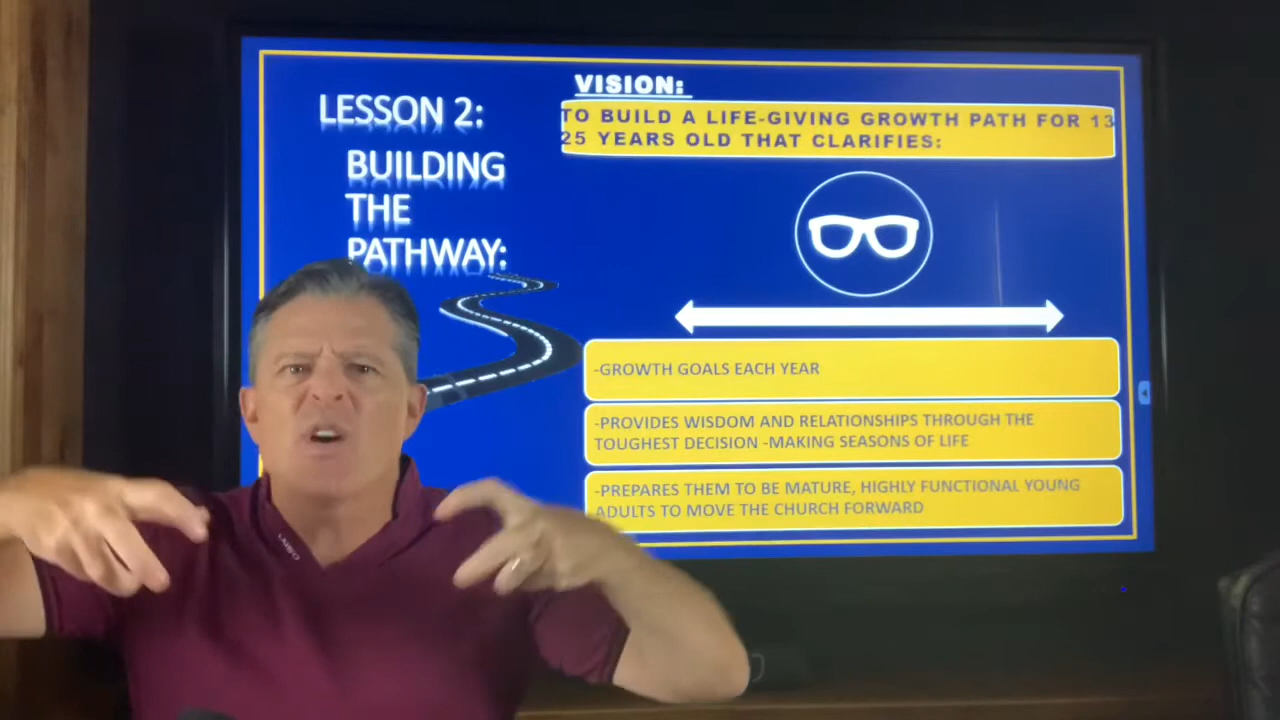 LESSON 2:
BUILDING
THE
PATHWAY:
VISION:
TO BUILD A LIFE-GIVING GROWTH PATH FOR 13
25 YEARS OLD THAT CLARIFIES:
-GROWTH GOALS EACH YEAR
-PROVIDES WISDOM AND RELATIONSHIPS THROUGH THE
TOUGHEST DECISION -MAKING SEASONS OF LIFE
-PREPARES THEM TO BE MATURE, HIGHLY FUNCTIONAL YOUNG
ADULTS TO MOVE THE CHURCH FORWARD